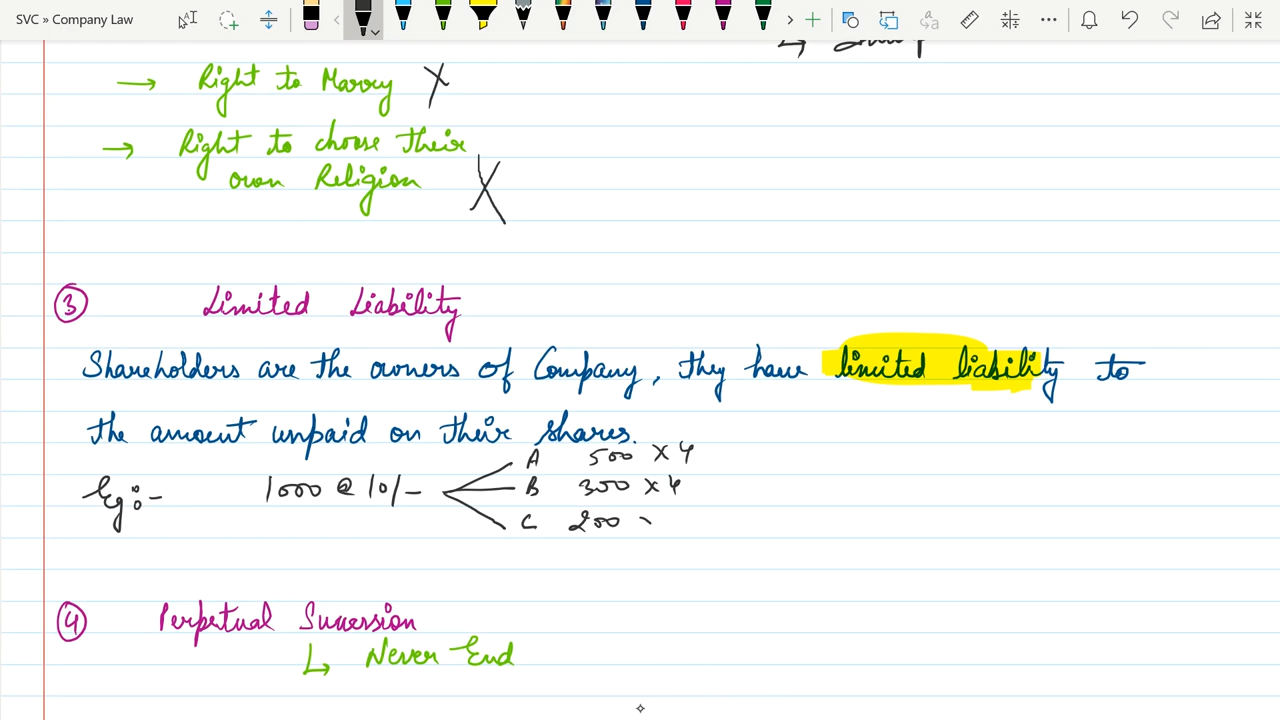 SVC » Company Law
→ Right to Marry X
→ Right to choose Their
own Religion X
③ Limited Liability
Shareholders are the owners of Company, they have limited liability to
the amount unpaid on their shares.
Eg:- 1000 @ 10/-
A 500 × 4
B 300 × 4
C 200
④ Perpetual Succession
↳ Never End